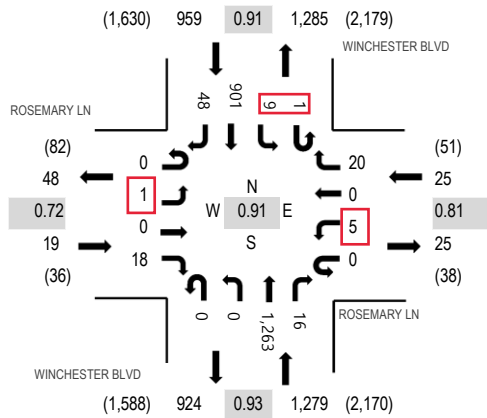 (1,630) 959 0.91 1,285 (2,179)
WINCHESTER BLVD
48 901 9 1
ROSEMARY LN
(82) (51)
0 20
48 25
1 0
N
0.72 W 0.91 E 0.81
0 5
S
19 25
18 0
(36) (38)
0 0 1,263 16
ROSEMARY LN
WINCHESTER BLVD
(1,588) 924 0.93 1,279 (2,170)